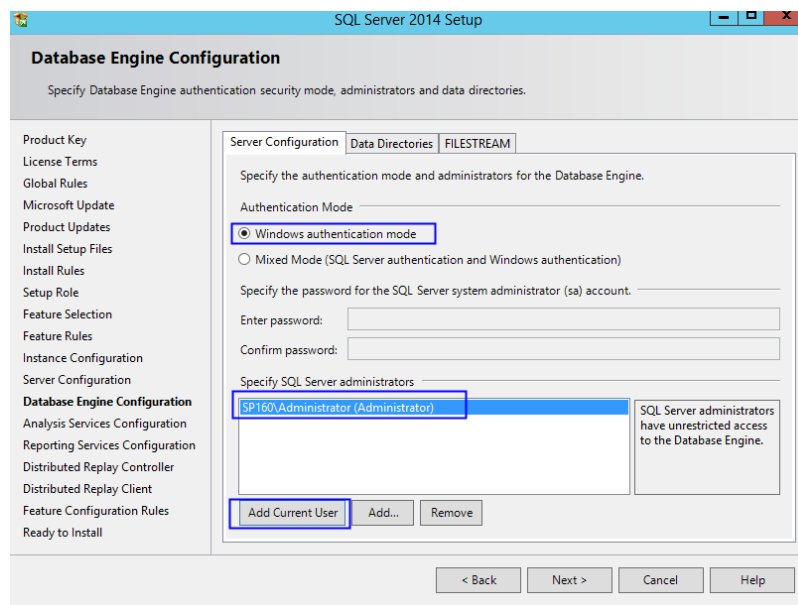 SQL Server 2014 Setup
Database Engine Configuration
Specify Database Engine authentication security mode, administrators and data directories.
Product Key
License Terms
Global Rules
Microsoft Update
Product Updates
Install Setup Files
Install Rules
Setup Role
Feature Selection
Feature Rules
Instance Configuration
Server Configuration
Database Engine Configuration
Analysis Services Configuration
Reporting Services Configuration
Distributed Replay Controller
Distributed Replay Client
Feature Configuration Rules
Ready to Install
Server Configuration Data Directories FILESTREAM
Specify the authentication mode and administrators for the Database Engine.
Authentication Mode
Windows authentication mode
Mixed Mode (SQL Server authentication and Windows authentication)
Specify the password for the SQL Server system administrator (sa) account.
Enter password:
Confirm password:
Specify SQL Server administrators
SP160\Administrator (Administrator)
SQL Server administrators
have unrestricted access
to the Database Engine.
Add Current User Add... Remove
< Back Next > Cancel Help